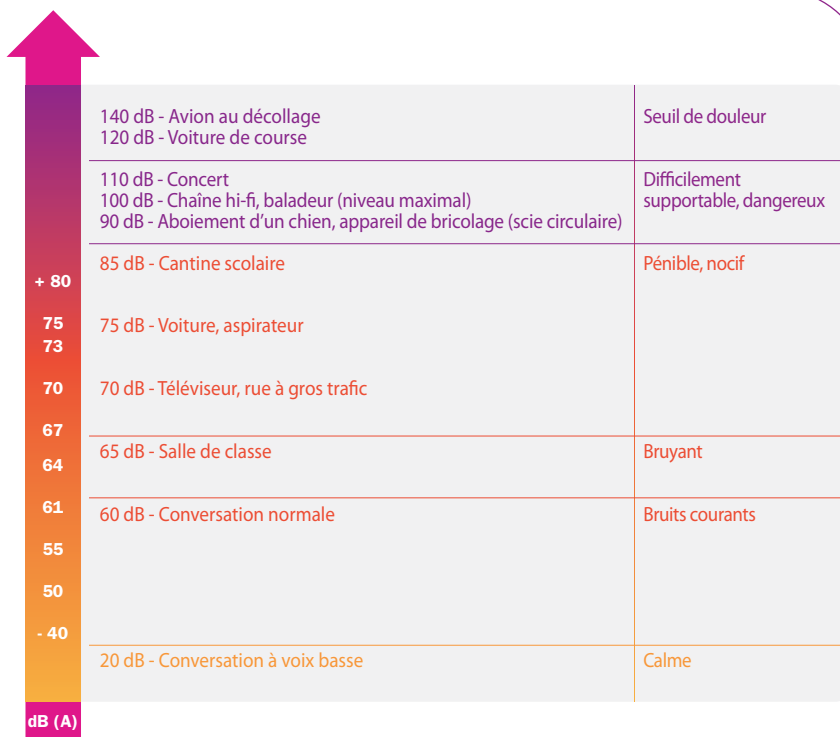 140 dB - Avion au décollage
Seuil de douleur
120 dB - Voiture de course
110 dB - Concert
Difficilement
100 dB - Chaîne hi-fi, baladeur (niveau maximal)
supportable, dangereux
90 dB - Aboiement d'un chien, appareil de bricolage (scie circulaire)
85 dB - Cantine scolaire
Pénible, nocif
+ 80
75
75 dB - Voiture, aspirateur
73
70
70 dB - Téléviseur, rue à gros trafic
67
65 dB - Salle de classe
Bruyant
64
61
60 dB - Conversation normale
Bruits courants
55
50
- 40
20 dB - Conversation à voix basse
Calme
dB (A)